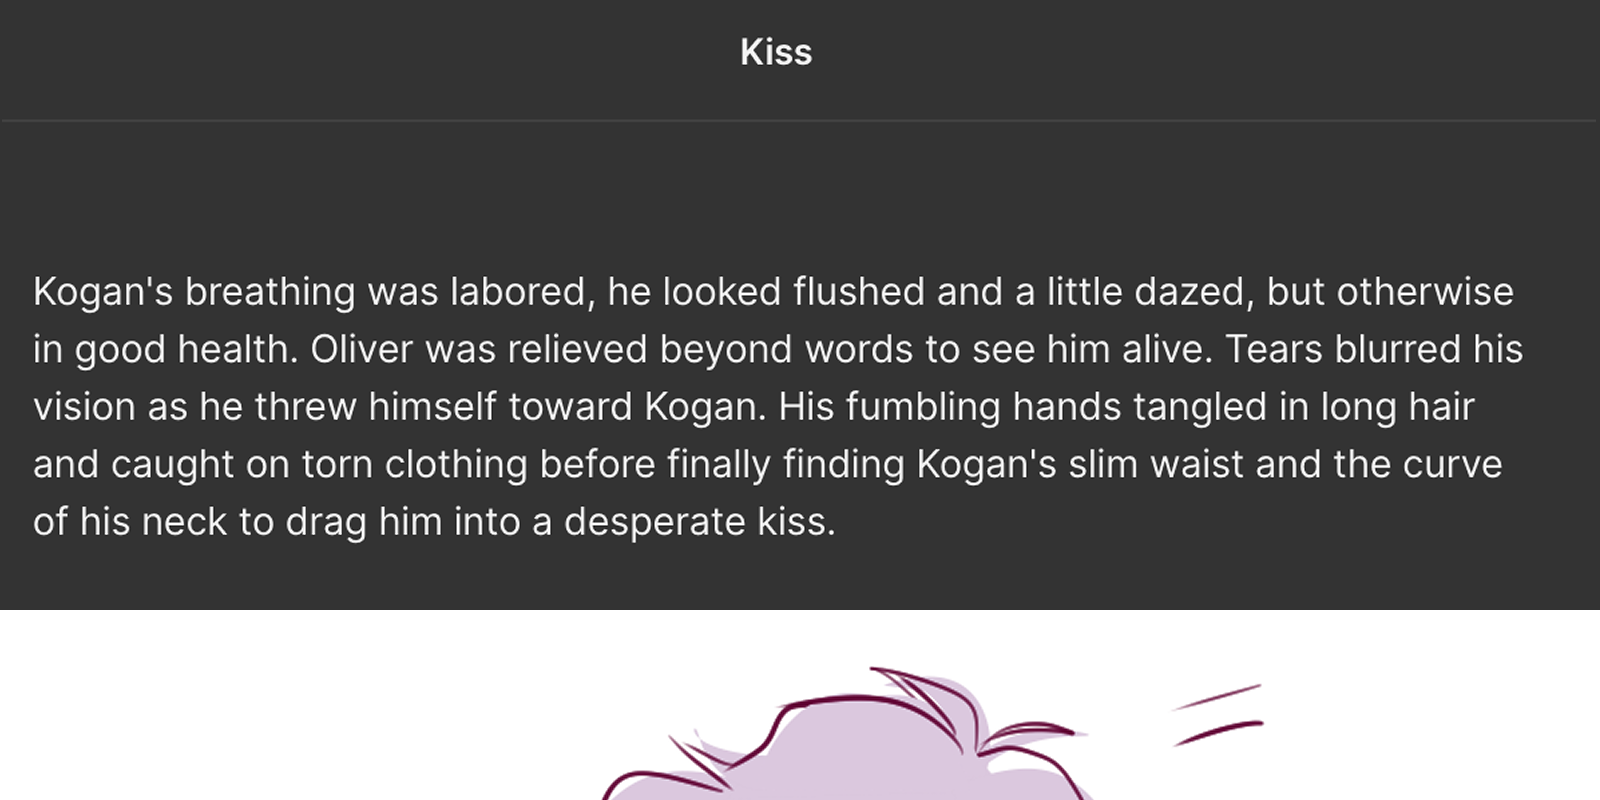 Kiss
Kogan's breathing was labored, he looked flushed and a little dazed, but otherwise
in good health. Oliver was relieved beyond words to see him alive. Tears blurred his
vision as he threw himself toward Kogan. His fumbling hands tangled in long hair
and caught on torn clothing before finally finding Kogan's slim waist and the curve
of his neck to drag him into a desperate kiss.